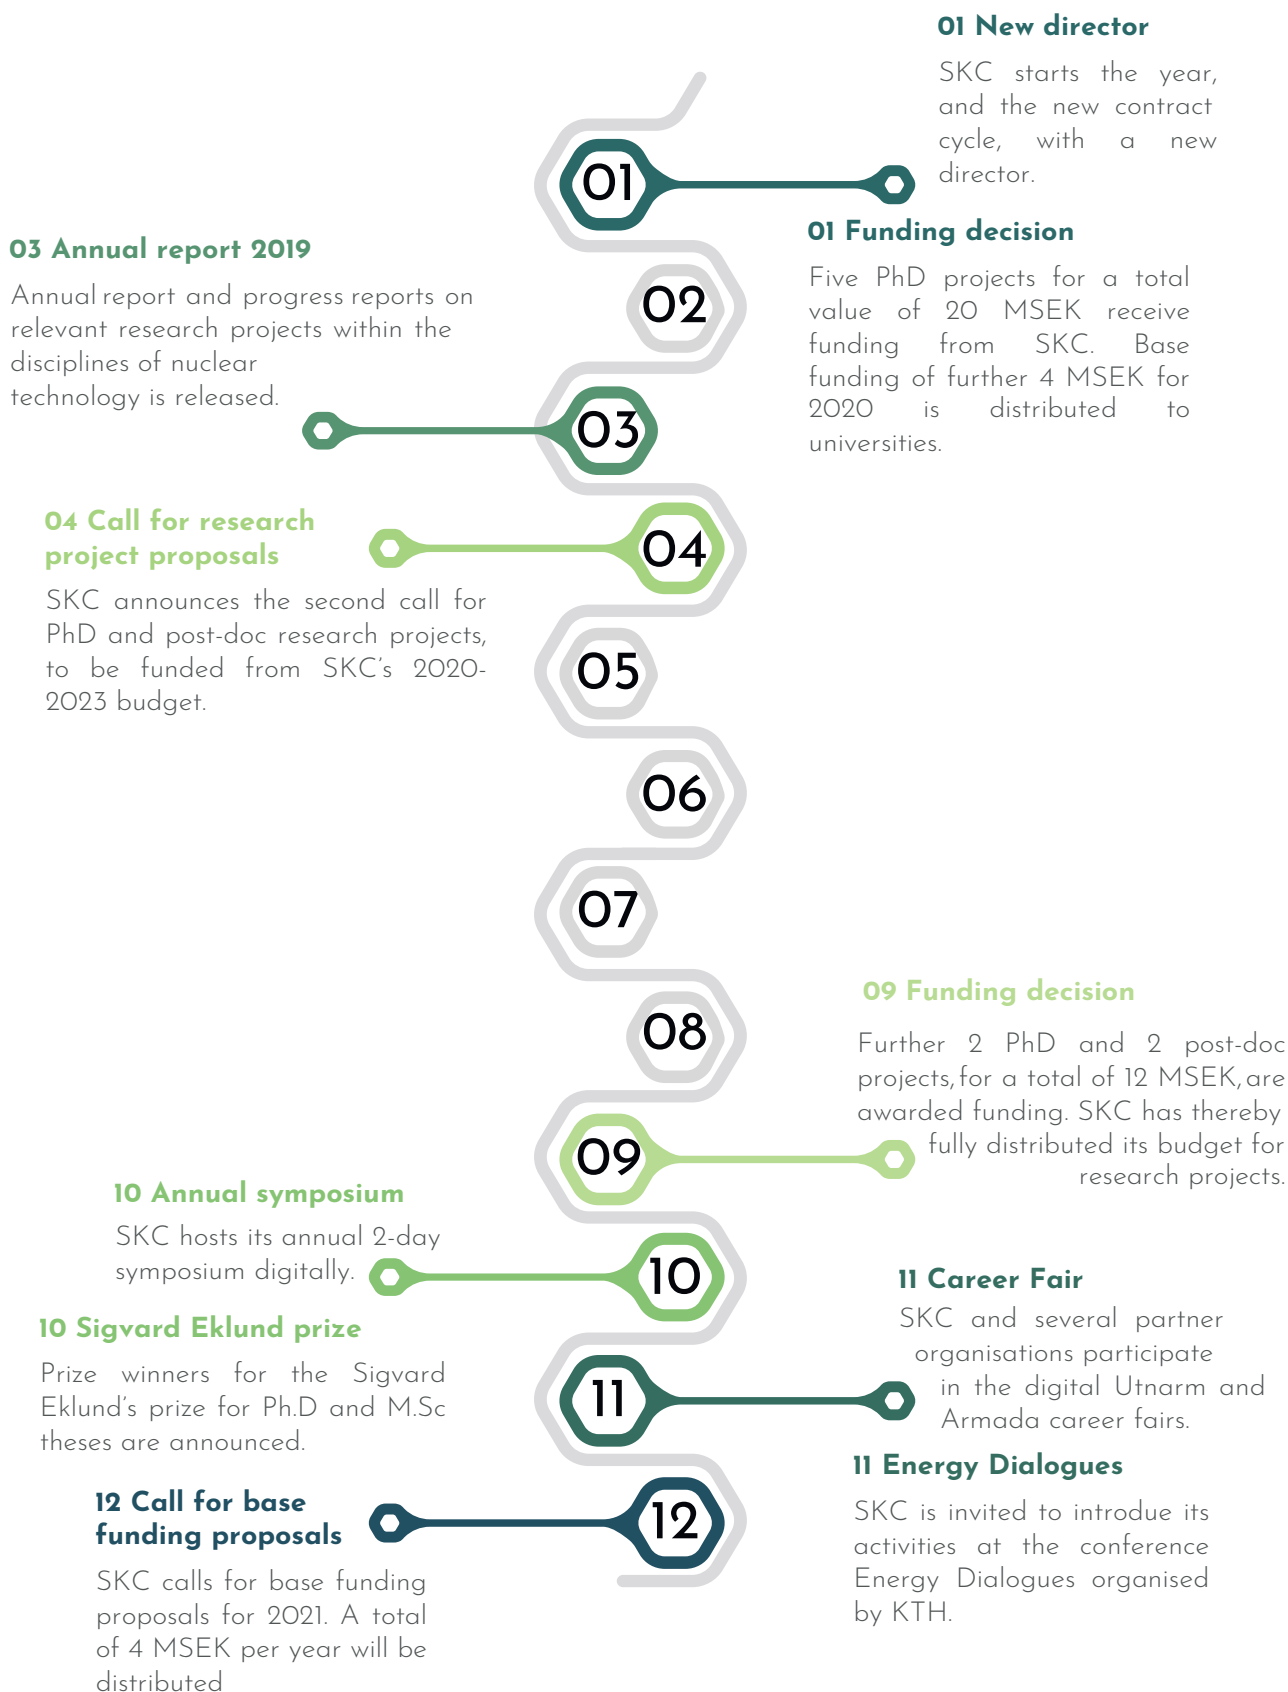 01 New director
SKC starts the year,
and the new contract
cycle, with a new
director.
01
01 Funding decision
Five PhD projects for a total
value of 20 MSEK receive
funding from SKC. Base
funding of further 4 MSEK for
2020 is distributed to
universities.
02
03 Annual report 2019
Annual report and progress reports on
relevant research projects within the
disciplines of nuclear
technology is released.
03
04 Call for research
project proposals
SKC announces the second call for
PhD and post-doc research projects,
to be funded from SKC's 2020-
2023 budget.
04
05
06
07
08
09 Funding decision
Further 2 PhD and 2 post-doc
projects, for a total of 12 MSEK, are
awarded funding. SKC has thereby
fully distributed its budget for
research projects.
09
10 Annual symposium
SKC hosts its annual 2-day
symposium digitally.
10
10 Sigvard Eklund prize
Prize winners for the Sigvard
Eklund's prize for Ph.D and M.Sc
theses are announced.
11 Career Fair
SKC and several partner
organisations participate
in the digital Utnarm and
Armada career fairs.
11
11 Energy Dialogues
SKC is invited to introdue its
activities at the conference
Energy Dialogues organised
by KTH.
12 Call for base
funding proposals
SKC calls for base funding
proposals for 2021. A total
of 4 MSEK per year will be
distributed
12